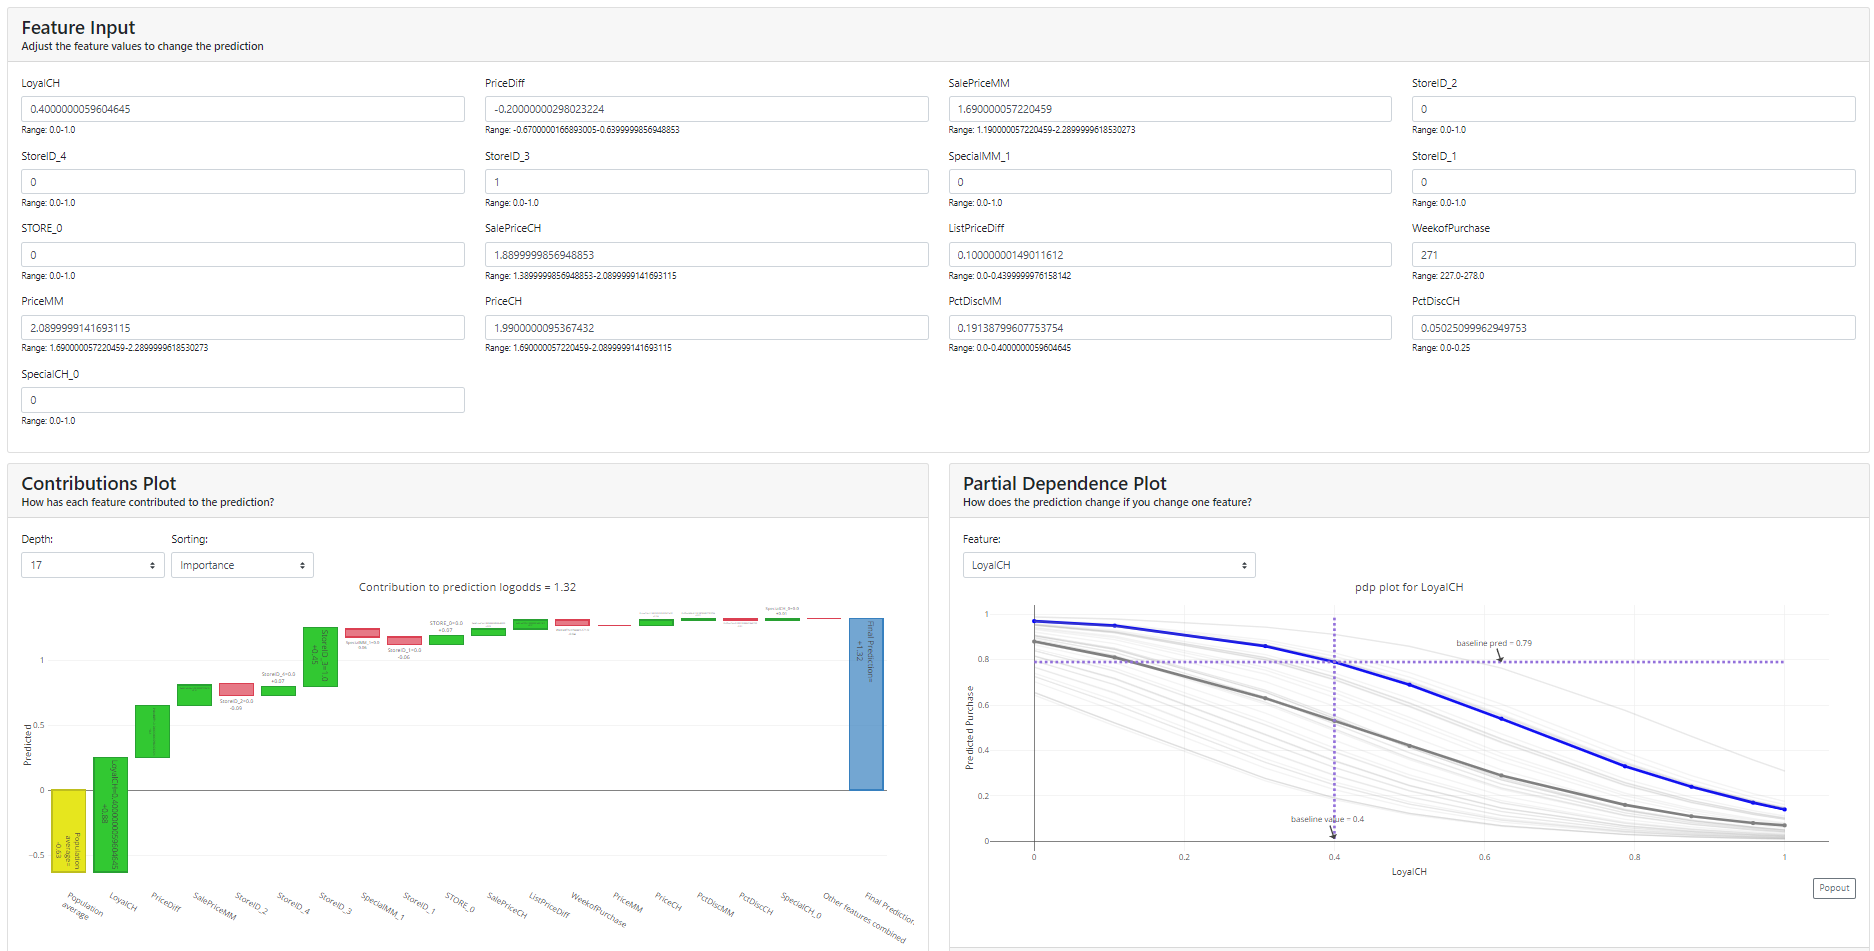 Feature Input
Adjust the feature values to change the prediction
LoyalCH
PriceDiff
SalePriceMM
StoreID_2
0.4000000059604645
-0.20000000298023224
1.690000057220459
0
Range: 0.0-1.0
Range: -0.6700000166893005-0.6399999856948853
Range: 1.190000057220459-2.2899999618530273
Range: 0.0-1.0
StoreID_4
StoreID_3
SpecialMM_1
StoreID_1
0
1
0
0
Range: 0.0-1.0
Range: 0.0-1.0
Range: 0.0-1.0
Range: 0.0-1.0
STORE_0
SalePriceCH
ListPriceDiff
WeekofPurchase
0
1.8899999856948853
0.10000000149011612
271
Range: 0.0-1.0
Range: 1.3899999856948853-2.0899999141693115
Range: 0.0-0.4399999976158142
Range: 227.0-278.0
PriceMM
PriceCH
PctDiscMM
PctDiscCH
2.0899999141693115
1.9900000095367432
0.19138799607753754
0.05025099962949753
Range: 1.690000057220459-2.2899999618530273
Range: 1.690000057220459-2.0899999141693115
Range: 0.0-0.4000000059604645
Range: 0.0-0.25
SpecialCH_0
0
Range: 0.0-1.0
Contributions Plot
How has each feature contributed to the prediction?
Depth:
Sorting:
17
Importance
Contribution to prediction logodds = 1.32
Predicted
1
0.5
0
−0.5
Population
average=
-0.63
LoyalCH=0.4000000059604645
+0.88
StoreID_2=0.0
-0.09
StoreID_4=0.0
+0.07
StoreID_3=1.0
+0.45
SpecialMM_1=0.0
StoreID_1=0.0
-0.06
STORE_0=0.0
+0.07
SpecialCH_0=0.0
+0.01
Final Prediction=
+1.32
Population
average
LoyalCH
PriceDiff
SalePriceMM
StoreID_2
StoreID_4
StoreID_3
SpecialMM_1
StoreID_1
STORE_0
SalePriceCH
ListPriceDiff
WeekofPurchase
PriceMM
PriceCH
PctDiscMM
PctDiscCH
SpecialCH_0
Other features combined
Final Prediction
Partial Dependence Plot
How does the prediction change if you change one feature?
Feature:
LoyalCH
pdp plot for LoyalCH
Predicted Purchase
1
0.8
0.6
0.4
0.2
0
baseline pred = 0.79
baseline value = 0.4
0
0.2
0.4
0.6
0.8
1
LoyalCH
Popout